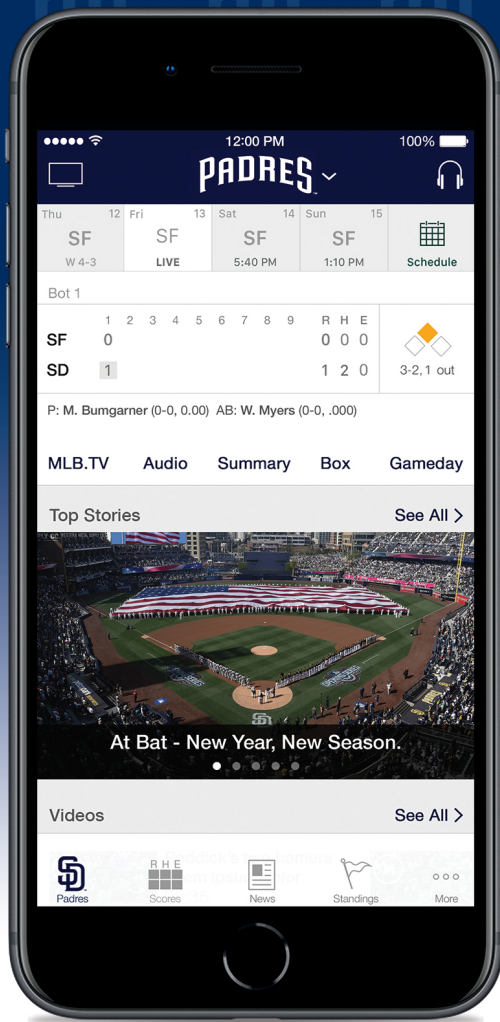 12:00 PM
100%
PADRES
Thu 12 Fri 13 Sat 14 Sun 15
SF SF SF SF
W 4-3 LIVE 5:40 PM 1:10 PM Schedule
Bot 1
1 2 3 4 5 6 7 8 9 R H E
SF 0 0 0 0
SD 1 1 2 0
3-2, 1 out
P: M. Bumgarner (0-0, 0.00) AB: W. Myers (0-0, .000)
MLB.TV Audio Summary Box Gameday
Top Stories See All >
At Bat - New Year, New Season.
Videos See All >
SD
R H E
Padres Scores News Standings More